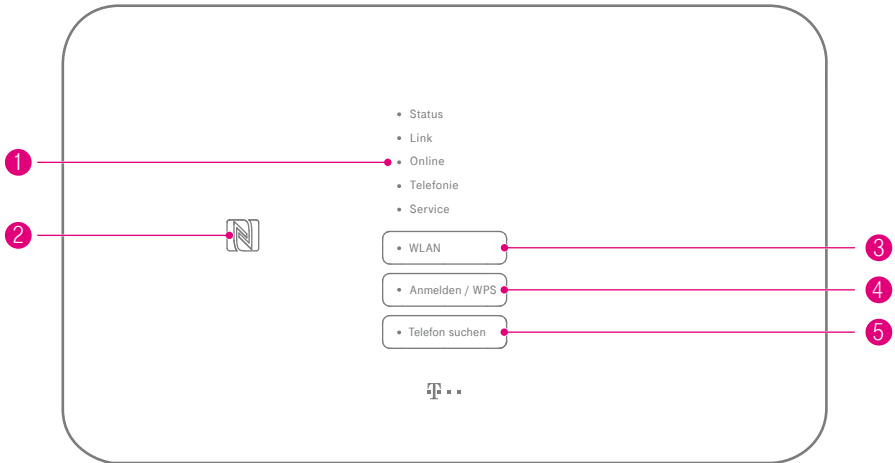 Status
Link
1
Online
Telefonie
Service
2
WLAN
3
Anmelden / WPS
4
Telefon suchen
5
T